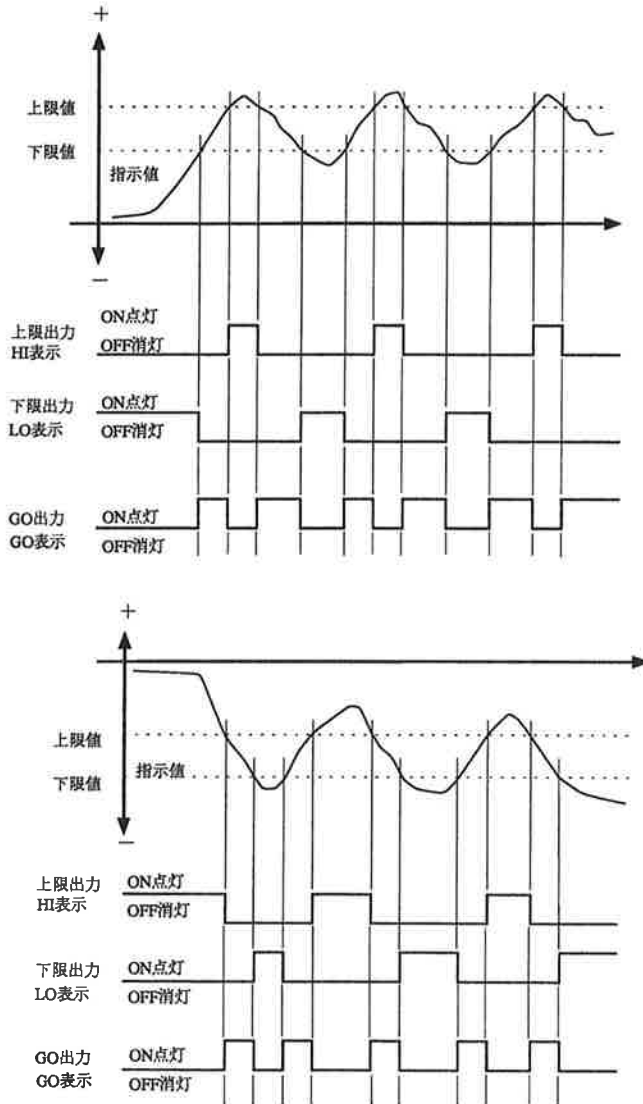 +
上限値
下限値
指示値
−
上限出力 ON点灯
HI表示 OFF消灯
下限出力 ON点灯
LO表示 OFF消灯
GO出力 ON点灯
GO表示 OFF消灯
+
上限値
指示値
下限値
−
上限出力 ON点灯
HI表示 OFF消灯
下限出力 ON点灯
LO表示 OFF消灯
GO出力 ON点灯
GO表示 OFF消灯